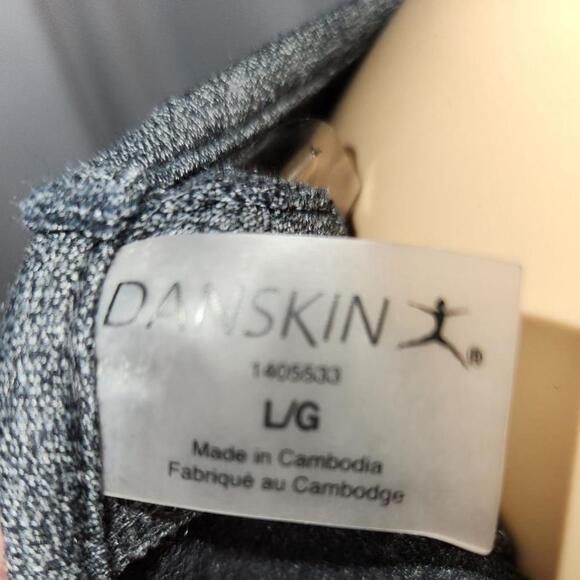 DANSKIN ®
1405533
L/G
Made in Cambodia
Fabriqué au Cambodge